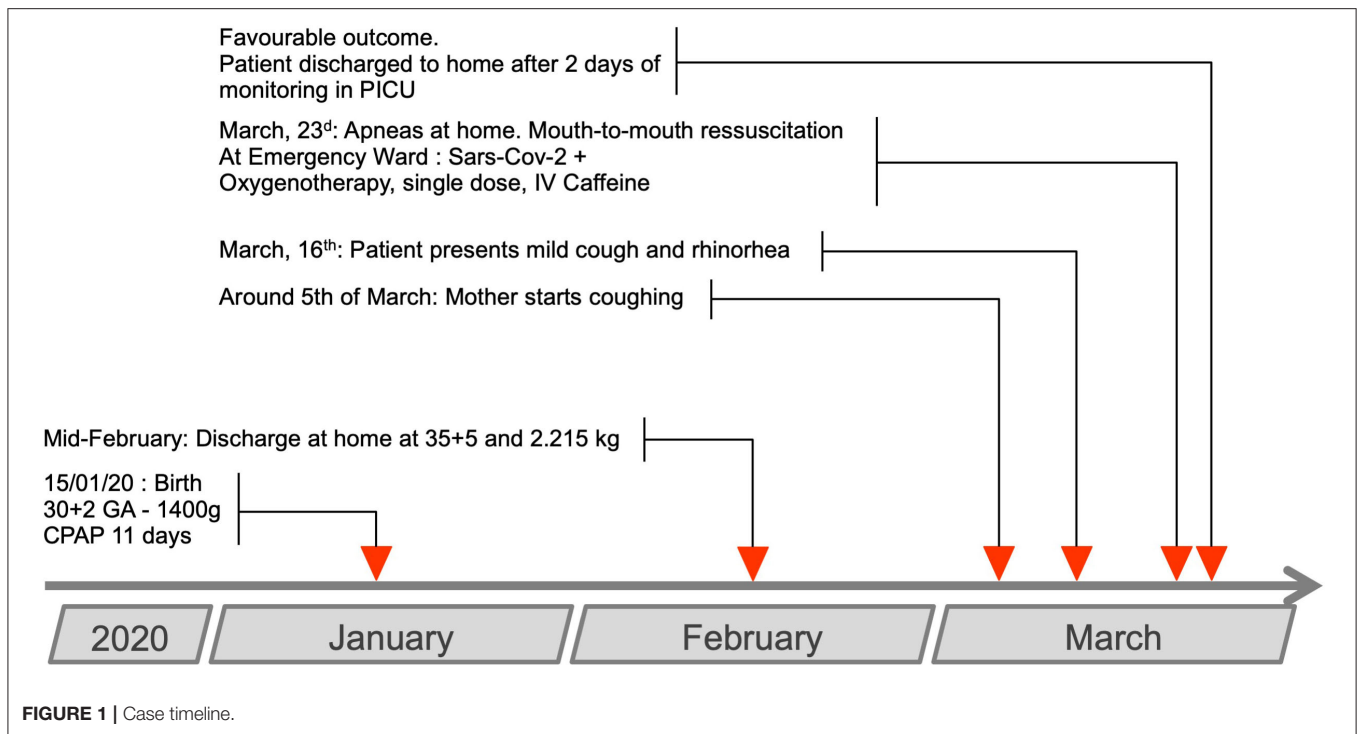 Favourable outcome.
Patient discharged to home after 2 days of
monitoring in PICU
March, 23ᵈ: Apneas at home. Mouth-to-mouth ressuscitation
At Emergency Ward : Sars-Cov-2 +
Oxygenotherapy, single dose, IV Caffeine
March, 16ᵗʰ: Patient presents mild cough and rhinorhea
Around 5th of March: Mother starts coughing
Mid-February: Discharge at home at 35+5 and 2.215 kg
15/01/20 : Birth
30+2 GA - 1400g
CPAP 11 days
2020 January February March
FIGURE 1 | Case timeline.